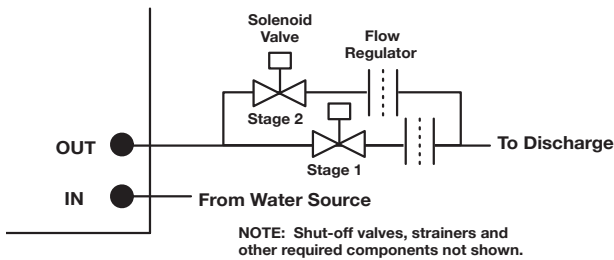 Solenoid
Valve
Flow
Regulator
Stage 2
OUT
To Discharge
Stage 1
IN
From Water Source
NOTE: Shut-off valves, strainers and
other required components not shown.